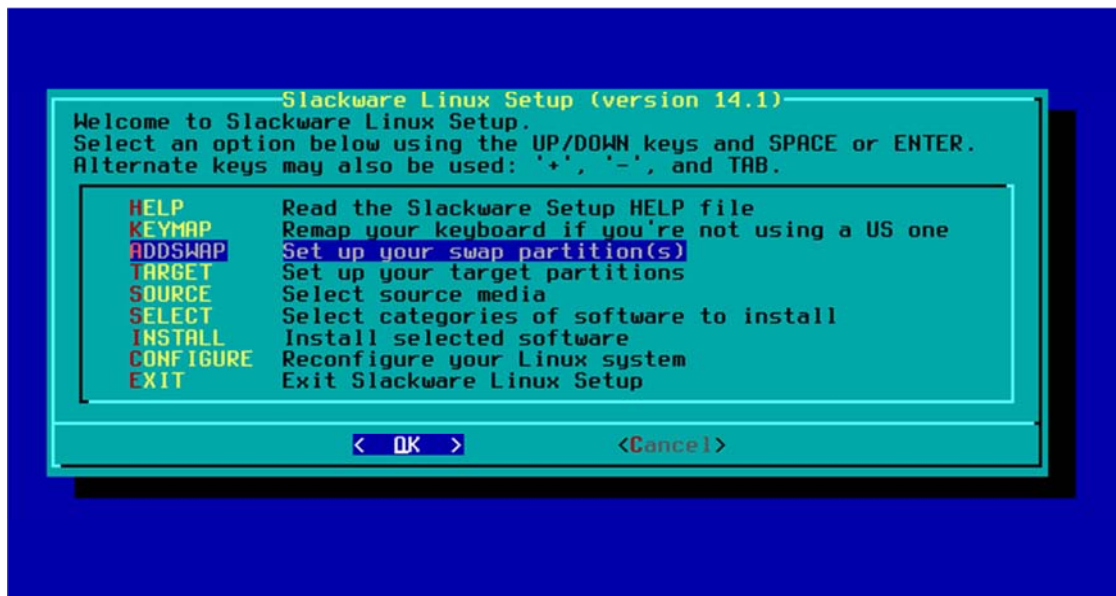 Slackware Linux Setup (version 14.1)
Welcome to Slackware Linux Setup.
Select an option below using the UP/DOWN keys and SPACE or ENTER.
Alternate keys may also be used: '+', '-', and TAB.
HELP Read the Slackware Setup HELP file
KEYMAP Remap your keyboard if you're not using a US one
ADDSWAP Set up your swap partition(s)
TARGET Set up your target partitions
SOURCE Select source media
SELECT Select categories of software to install
INSTALL Install selected software
CONFIGURE Reconfigure your Linux system
EXIT Exit Slackware Linux Setup
< OK > <Cancel>